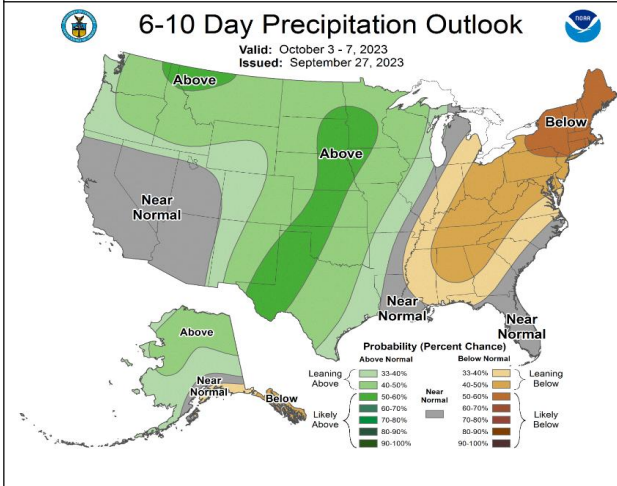 6-10 Day Precipitation Outlook
Valid: October 3 - 7, 2023
Issued: September 27, 2023
NOAA
Above
Below
Above
Near
Normal
Near
Normal
Near
Normal
Above
Near
Normal
Below
Probability (Percent Chance)
Above Normal
Below Normal
Leaning
Above
33-40%
40-50%
Likely
Above
50-60%
60-70%
70-80%
80-90%
90-100%
Near
Normal
33-40%
40-50%
Leaning
Below
50-60%
60-70%
70-80%
80-90%
90-100%
Likely
Below